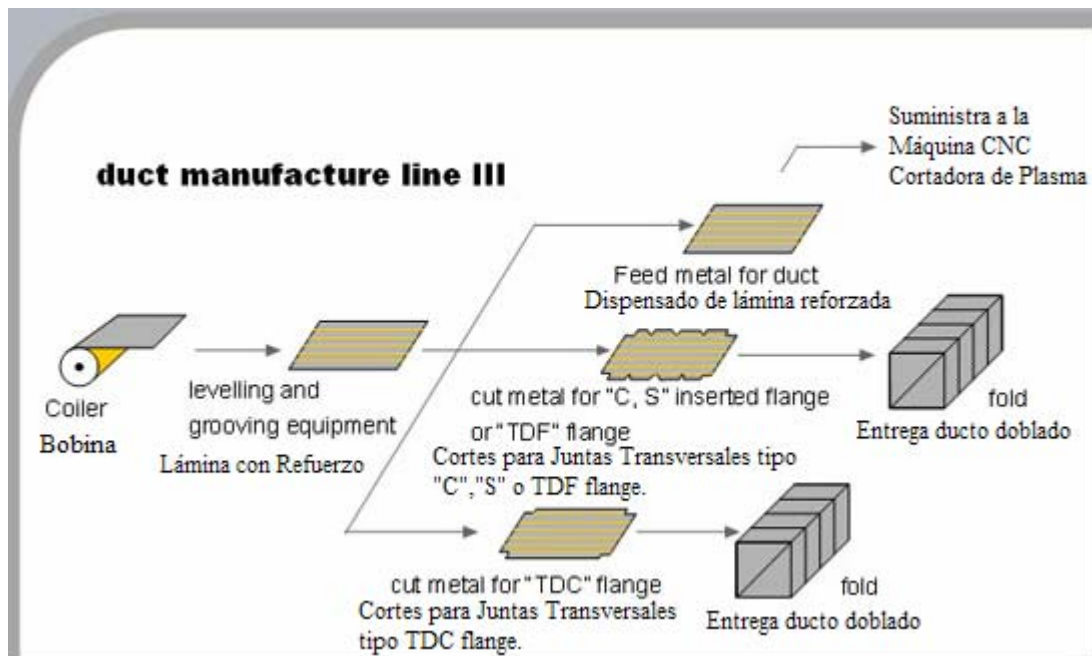 duct manufacture line III
Suministra a la
Máquina CNC
Cortadora de Plasma
Feed metal for duct
Dispensado de lámina reforzada
Coiler
Bobina
levelling and
grooving equipment
Lámina con Refuerzo
cut metal for "C, S" inserted flange
or "TDF" flange
Cortes para Juntas Transversales tipo
"C","S" o TDF flange.
fold
Entrega ducto doblado
cut metal for "TDC" flange
Cortes para Juntas Transversales
tipo TDC flange.
fold
Entrega ducto doblado